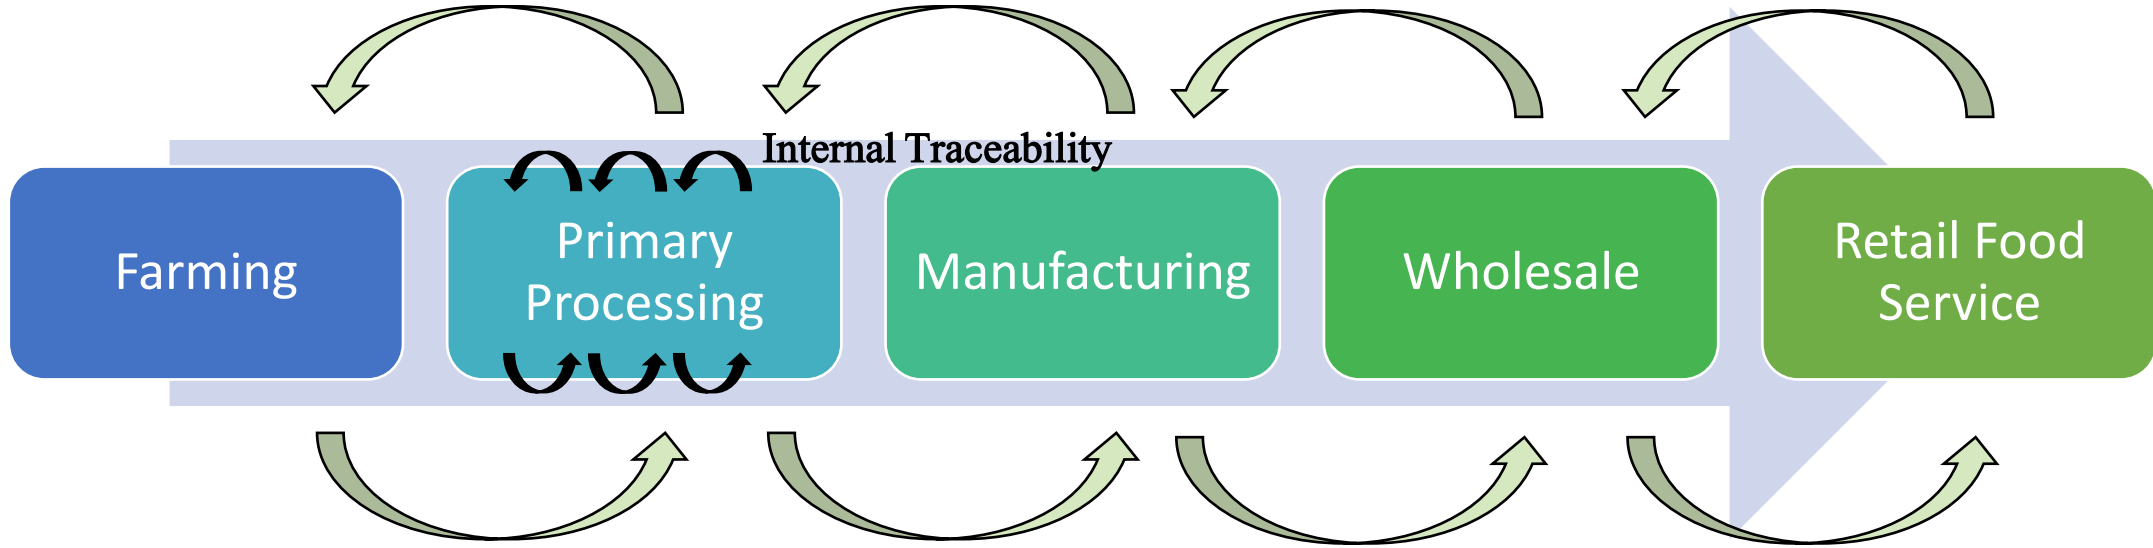 Internal Traceability
Farming
Primary
Processing
Manufacturing
Wholesale
Retail Food
Service